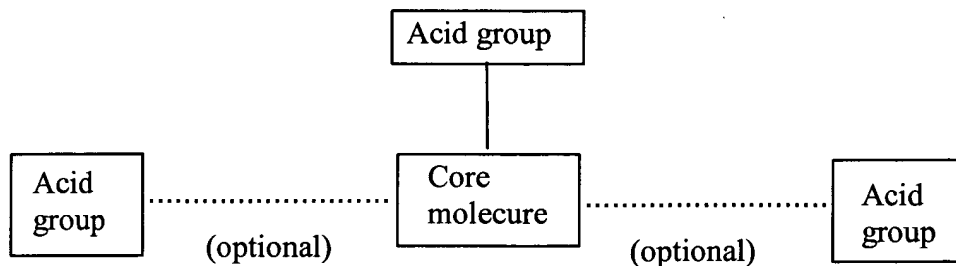 Acid group
Acid
group
(optional)
Core
molecure
(optional)
Acid
group